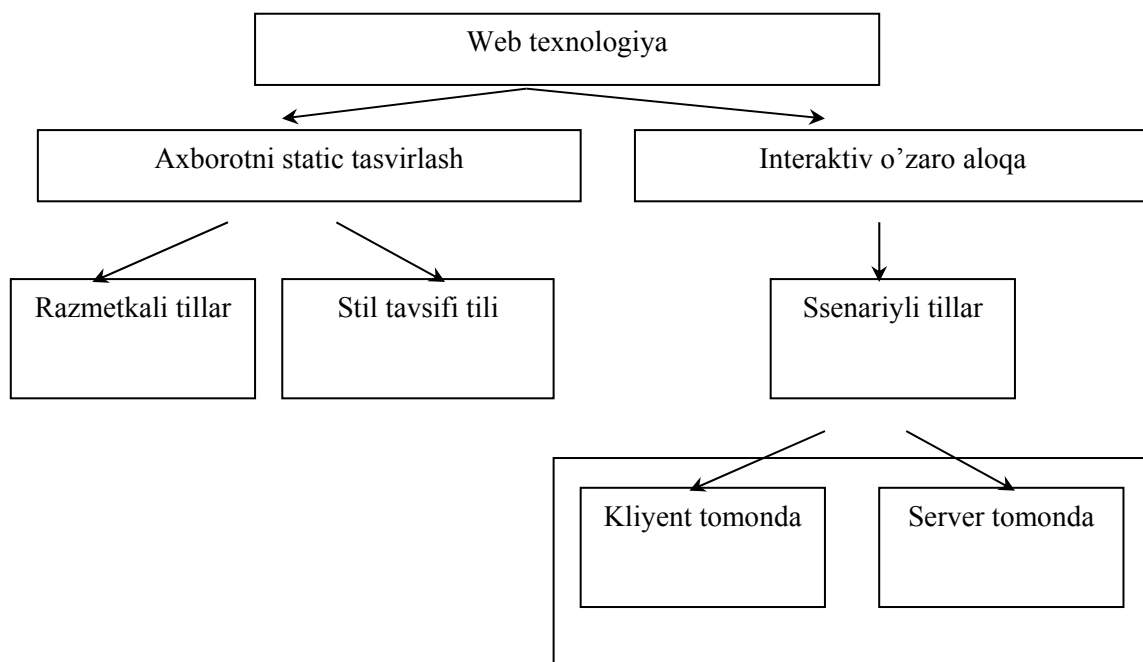 Web texnologiya
Axborotni static tasvirlash
Interaktiv o’zaro aloqa
Razmetkali tillar
Stil tavsifi tili
Ssenariyli tillar
Kliyent tomonda
Server tomonda